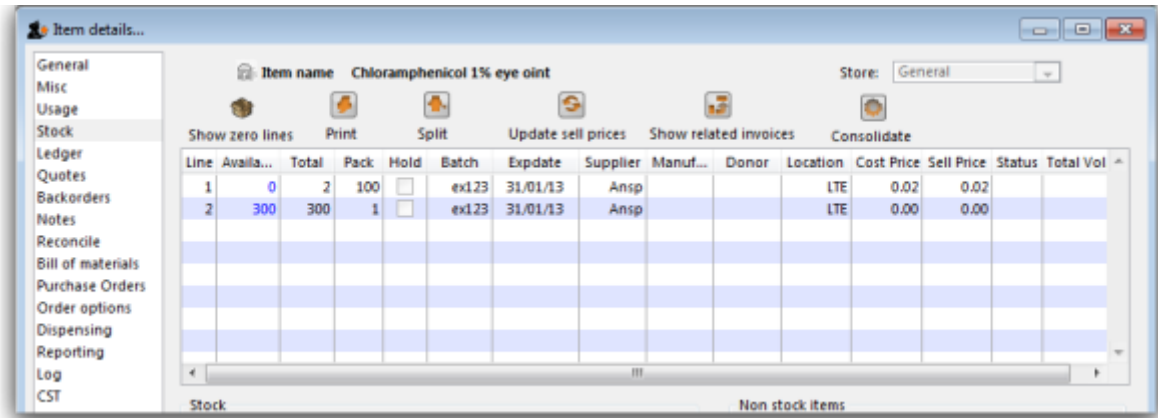 Item details...
General
Misc
Usage
Stock
Ledger
Quotes
Backorders
Notes
Reconcile
Bill of materials
Purchase Orders
Order options
Dispensing
Reporting
Log
CST
Item name Chloramphenicol 1% eye oint Store: General
Show zero lines Print Split Update sell prices Show related invoices Consolidate
Line Availa... Total Pack Hold Batch Expdate Supplier Manuf... Donor Location Cost Price Sell Price Status Total Vol
1 0 2 100 ex123 31/01/13 Ansp LTE 0.02 0.02
2 300 300 1 ex123 31/01/13 Ansp LTE 0.00 0.00
Stock Non stock items